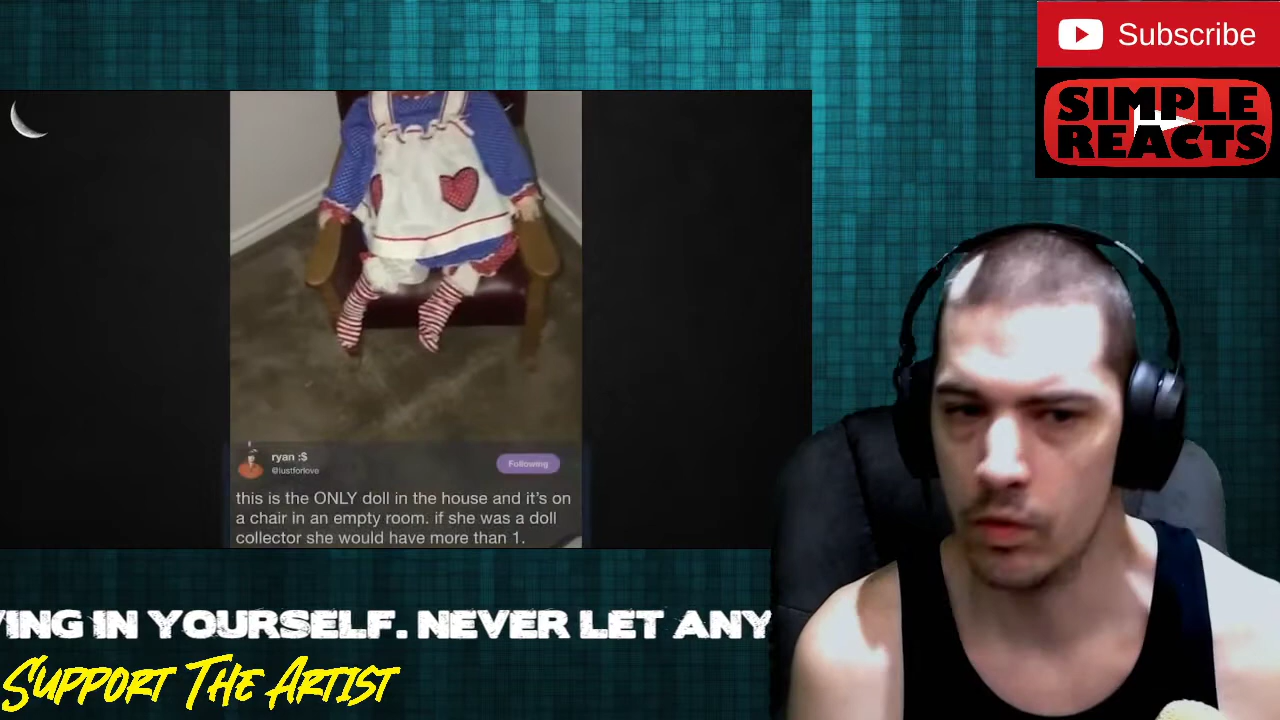 Subscribe
SIMPLE
REACTS
ryan :$
@lustforlove
Following
this is the ONLY doll in the house and it's on
a chair in an empty room. if she was a doll
collector she would have more than 1.
ING IN YOURSELF. NEVER LET ANY
Support The Artist